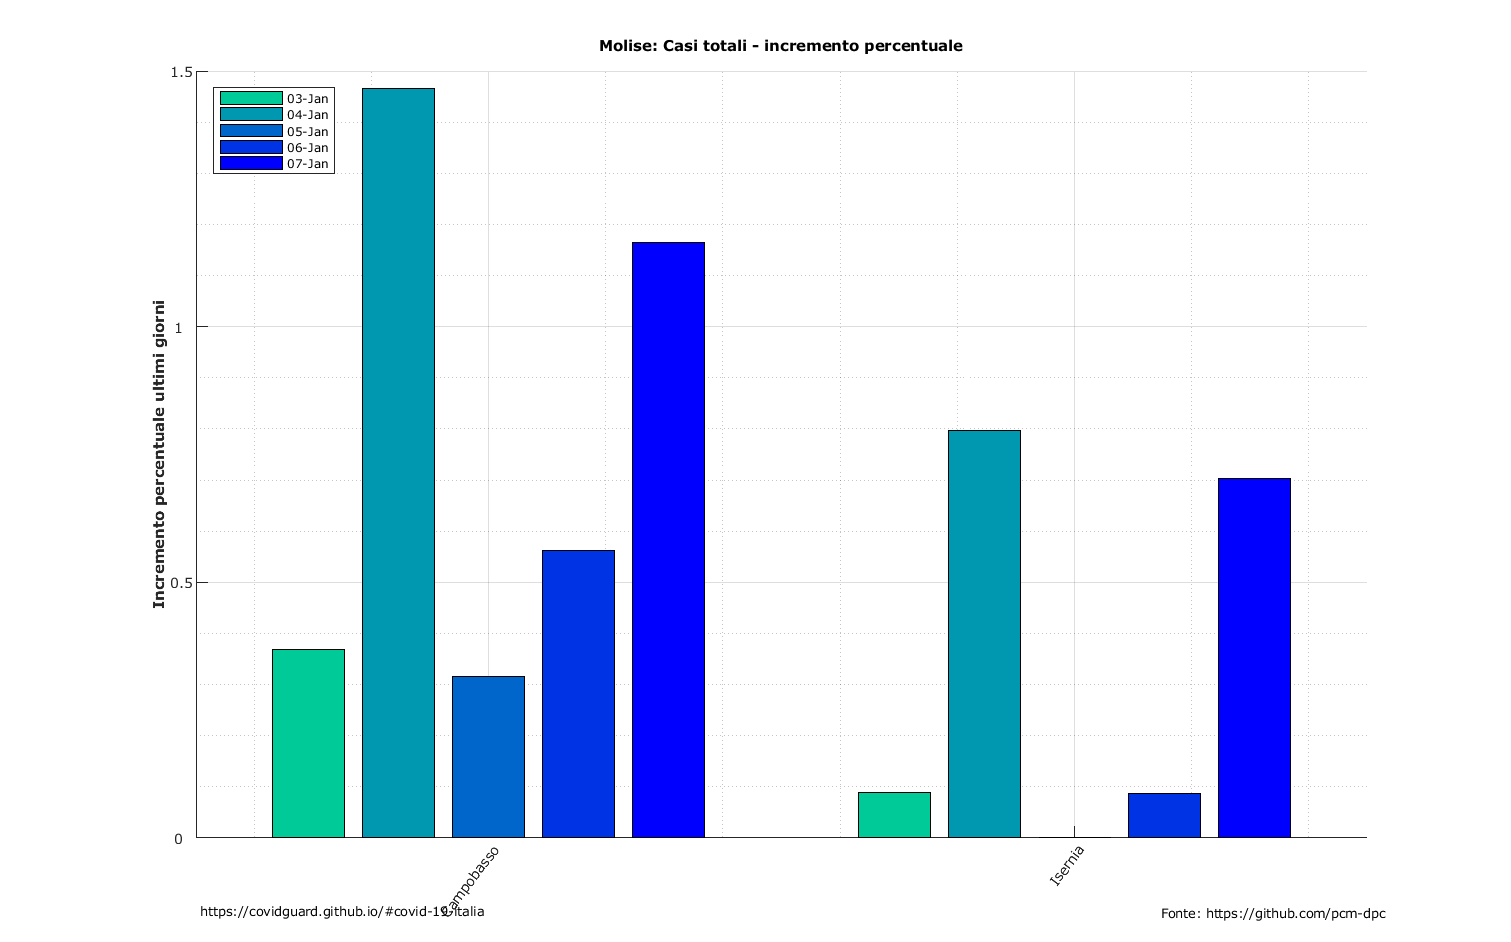 Molise: Casi totali - incremento percentuale
Incremento percentuale ultimi giorni
1.5
1
0.5
0
03-Jan
04-Jan
05-Jan
06-Jan
07-Jan
Campobasso
Isernia
https://covidguard.github.io/#covid-19-italia
Fonte: https://github.com/pcm-dpc